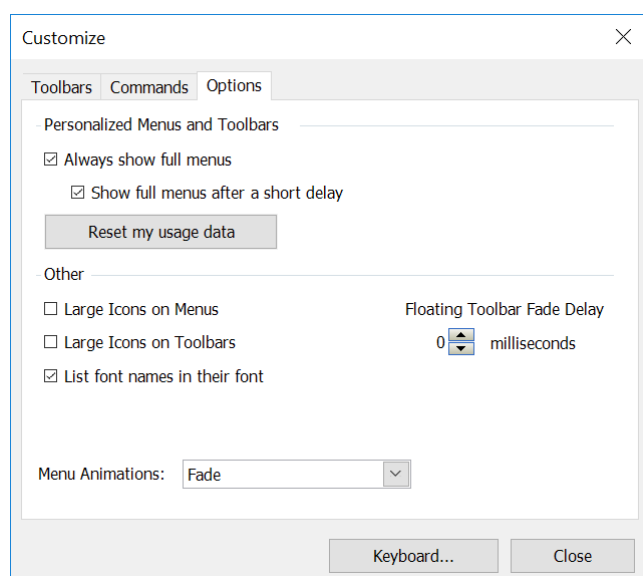 Customize
Toolbars Commands Options
Personalized Menus and Toolbars
Always show full menus
Show full menus after a short delay
Reset my usage data
Other
Large Icons on Menus
Floating Toolbar Fade Delay
Large Icons on Toolbars
0 milliseconds
List font names in their font
Menu Animations: Fade
Keyboard... Close